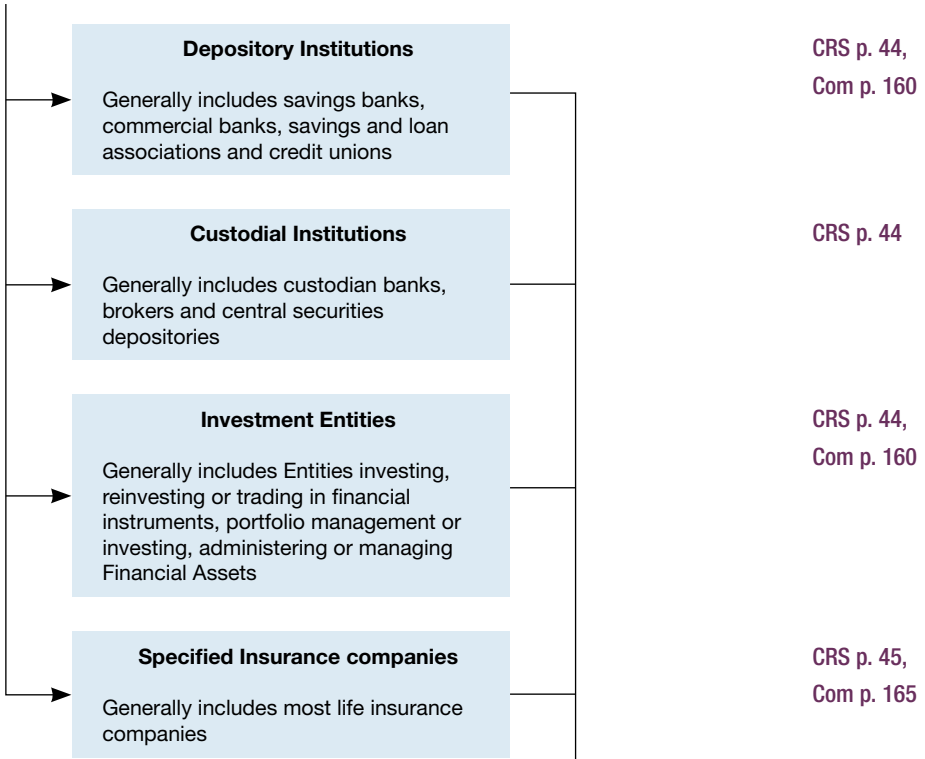 Depository Institutions
CRS p. 44,
Com p. 160
Generally includes savings banks,
commercial banks, savings and loan
associations and credit unions
Custodial Institutions
CRS p. 44
Generally includes custodian banks,
brokers and central securities
depositories
Investment Entities
CRS p. 44,
Com p. 160
Generally includes Entities investing,
reinvesting or trading in financial
instruments, portfolio management or
investing, administering or managing
Financial Assets
Specified Insurance companies
CRS p. 45,
Com p. 165
Generally includes most life insurance
companies